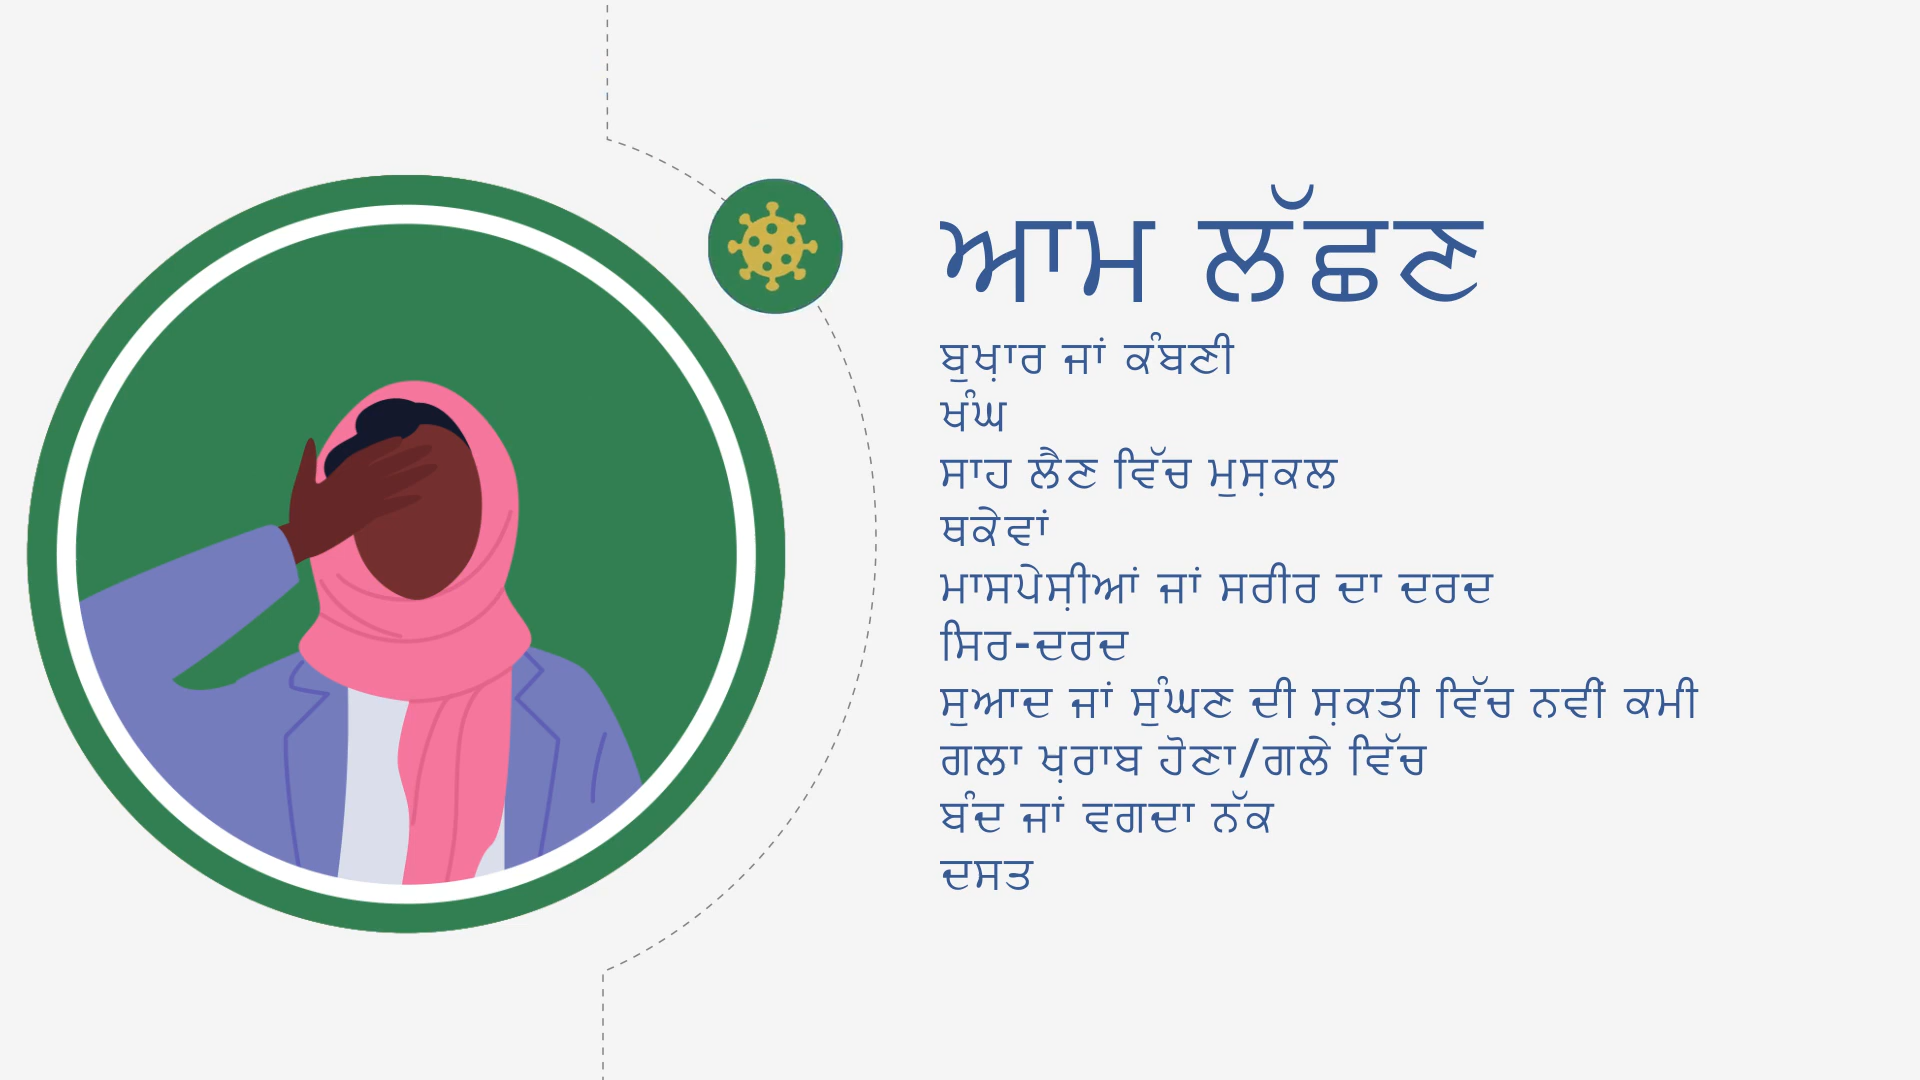 ਆਮ ਲੱਛਣ
ਬੁਖ਼ਾਰ ਜਾਂ ਕੰਬਣੀ
ਖੰਘ
ਸਾਹ ਲੈਣ ਵਿੱਚ ਮੁਸ਼ਕਲ
ਥਕੇਵਾਂ
ਮਾਸਪੇਸ਼ੀਆਂ ਜਾਂ ਸਰੀਰ ਦਾ ਦਰਦ
ਸਿਰ-ਦਰਦ
ਸੁਆਦ ਜਾਂ ਸੁੰਘਣ ਦੀ ਸ਼ਕਤੀ ਵਿੱਚ ਨਵੀਂ ਕਮੀ
ਗਲਾ ਖ਼ਰਾਬ ਹੋਣਾ/ਗਲੇ ਵਿੱਚ
ਬੰਦ ਜਾਂ ਵਗਦਾ ਨੱਕ
ਦਸਤ